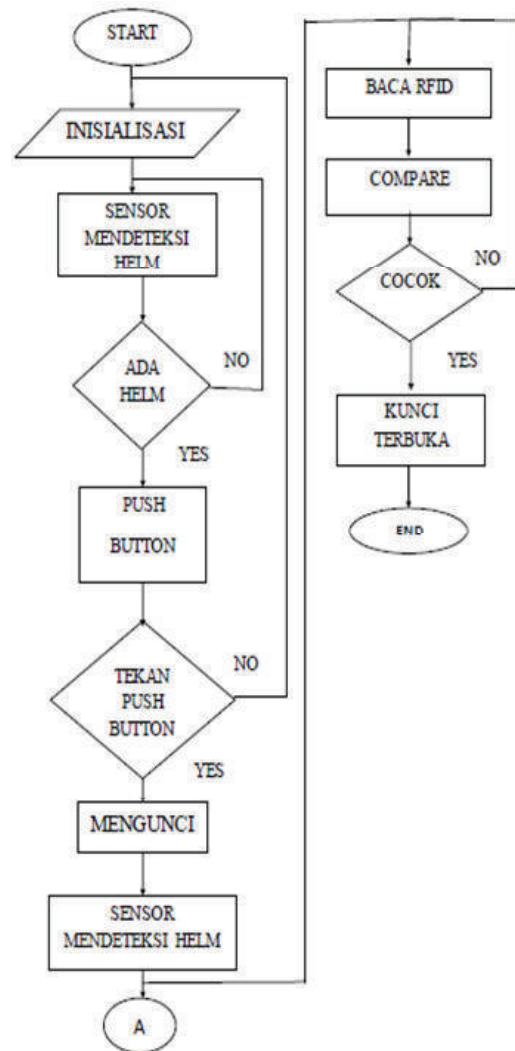 START
INISIALISASI
SENSOR
MENDETEKSI
HELM
ADA
HELM
NO
YES
PUSH
BUTTON
TEKAN
PUSH
BUTTON
NO
YES
MENGUNCI
SENSOR
MENDETEKSI HELM
A
BACA RFID
COMPARE
COCOK
NO
YES
KUNCI
TERBUKA
END